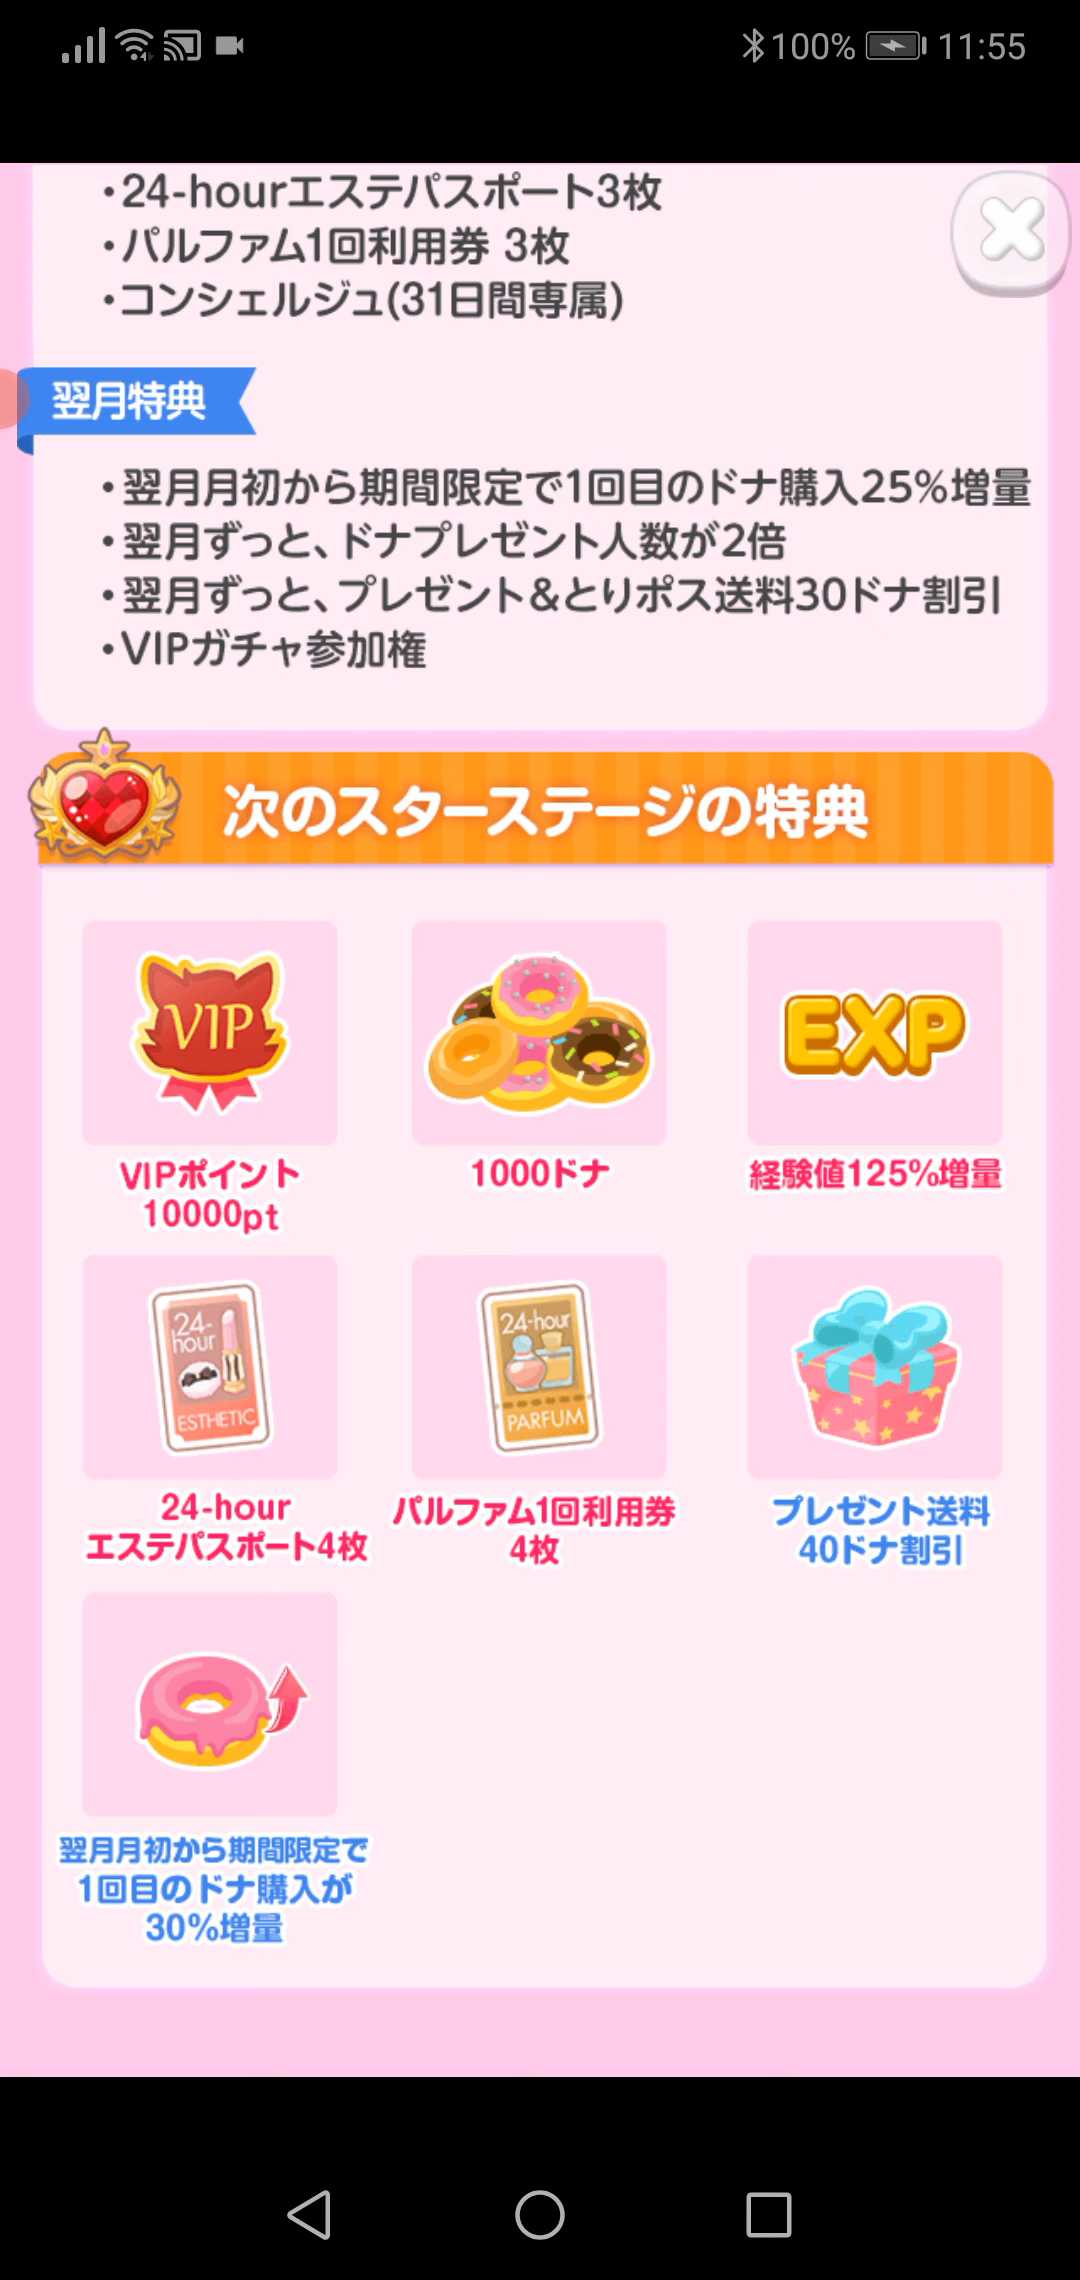 100% 11:55
・24-hourエステパスポート3枚
・パルファム1回利用券 3枚
・コンシェルジュ(31日間専属)
翌月特典
・翌月月初から期間限定で1回目のドナ購入25%増量
・翌月ずっと、ドナプレゼント人数が2倍
・翌月ずっと、プレゼント&とりポス送料30ドナ割引
・VIPガチャ参加権
次のスターステージの特典
VIP
EXP
VIPポイント
10000pt
1000ドナ
経験値125%増量
24-
hour
ESTHETIC
24-hour
PARFUM
24-hour
エステパスポート4枚
パルファム1回利用券
4枚
プレゼント送料
40ドナ割引
翌月月初から期間限定で
1回目のドナ購入が
30%増量